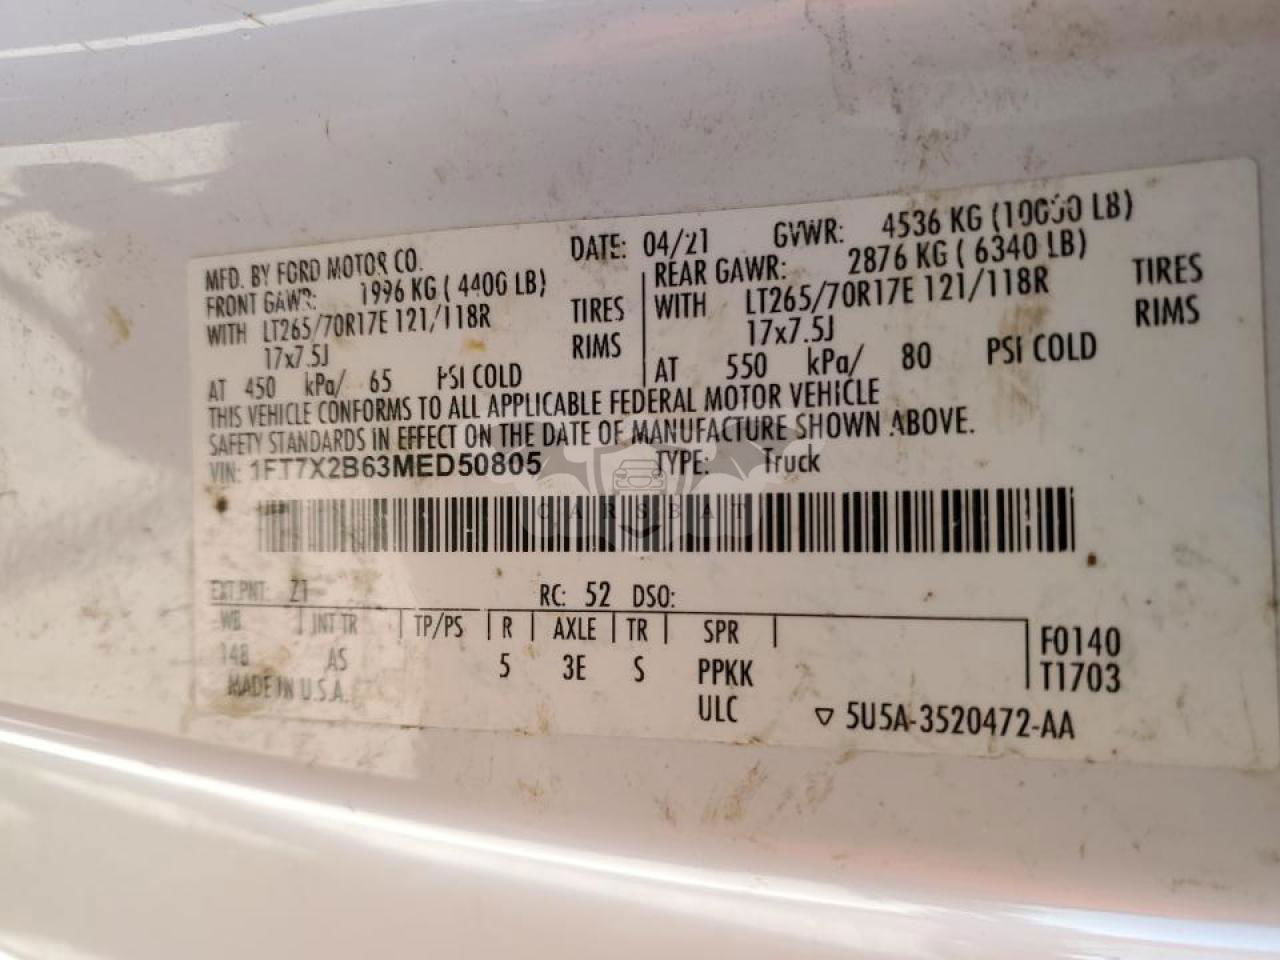 MFD. BY FORD MOTOR CO.
DATE: 04/21 GVWR: 4536 KG (10000 LB)
FRONT GAWR: 1996 KG ( 4400 LB)
WITH LT265/70R17E 121/118R TIRES
17x7.5J RIMS
AT 450 kPa/ 65 PSI COLD
REAR GAWR: 2876 KG ( 6340 LB)
WITH LT265/70R17E 121/118R TIRES
17x7.5J RIMS
AT 550 kPa/ 80 PSI COLD
THIS VEHICLE CONFORMS TO ALL APPLICABLE FEDERAL MOTOR VEHICLE
SAFETY STANDARDS IN EFFECT ON THE DATE OF MANUFACTURE SHOWN ABOVE.
VIN: 1FT7X2B63MED50805 TYPE: Truck
CARSBAT
EXT PNT: Z1 RC: 52 DSO:
WB INT TR TP/PS R AXLE TR SPR
148 AS 5 3E S PPKK
ULC
F0140
T1703
MADE IN U.S.A.
5U5A-3520472-AA